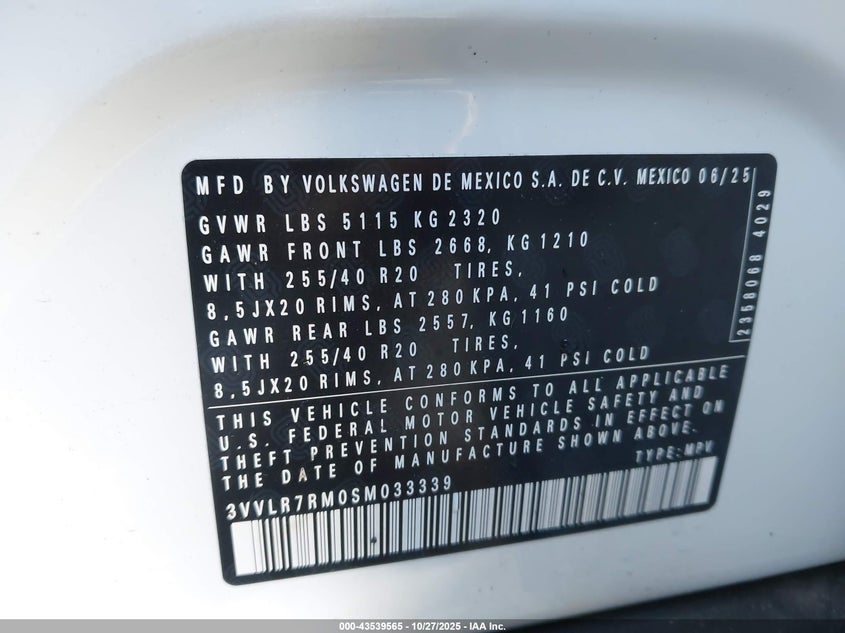 MFD BY VOLKSWAGEN DE MEXICO S.A. DE C.V. MEXICO 06/25
GVWR LBS 5115 KG 2320
GAWR FRONT LBS 2668, KG 1210
WITH 255/40 R20 TIRES,
8,5JX20 RIMS, AT 280 KPA, 41 PSI COLD
GAWR REAR LBS 2557, KG 1160
WITH 255/40 R20 TIRES,
8,5JX20 RIMS, AT 280 KPA, 41 PSI COLD
2358068 4029
THIS VEHICLE CONFORMS TO ALL APPLICABLE
U.S. FEDERAL MOTOR VEHICLE SAFETY AND
THEFT PREVENTION STANDARDS IN EFFECT ON
THE DATE OF MANUFACTURE SHOWN ABOVE.
TYPE: MPV
3VVLR7RM0SM033339
000-43539565 • 10/27/2025 • IAA Inc.